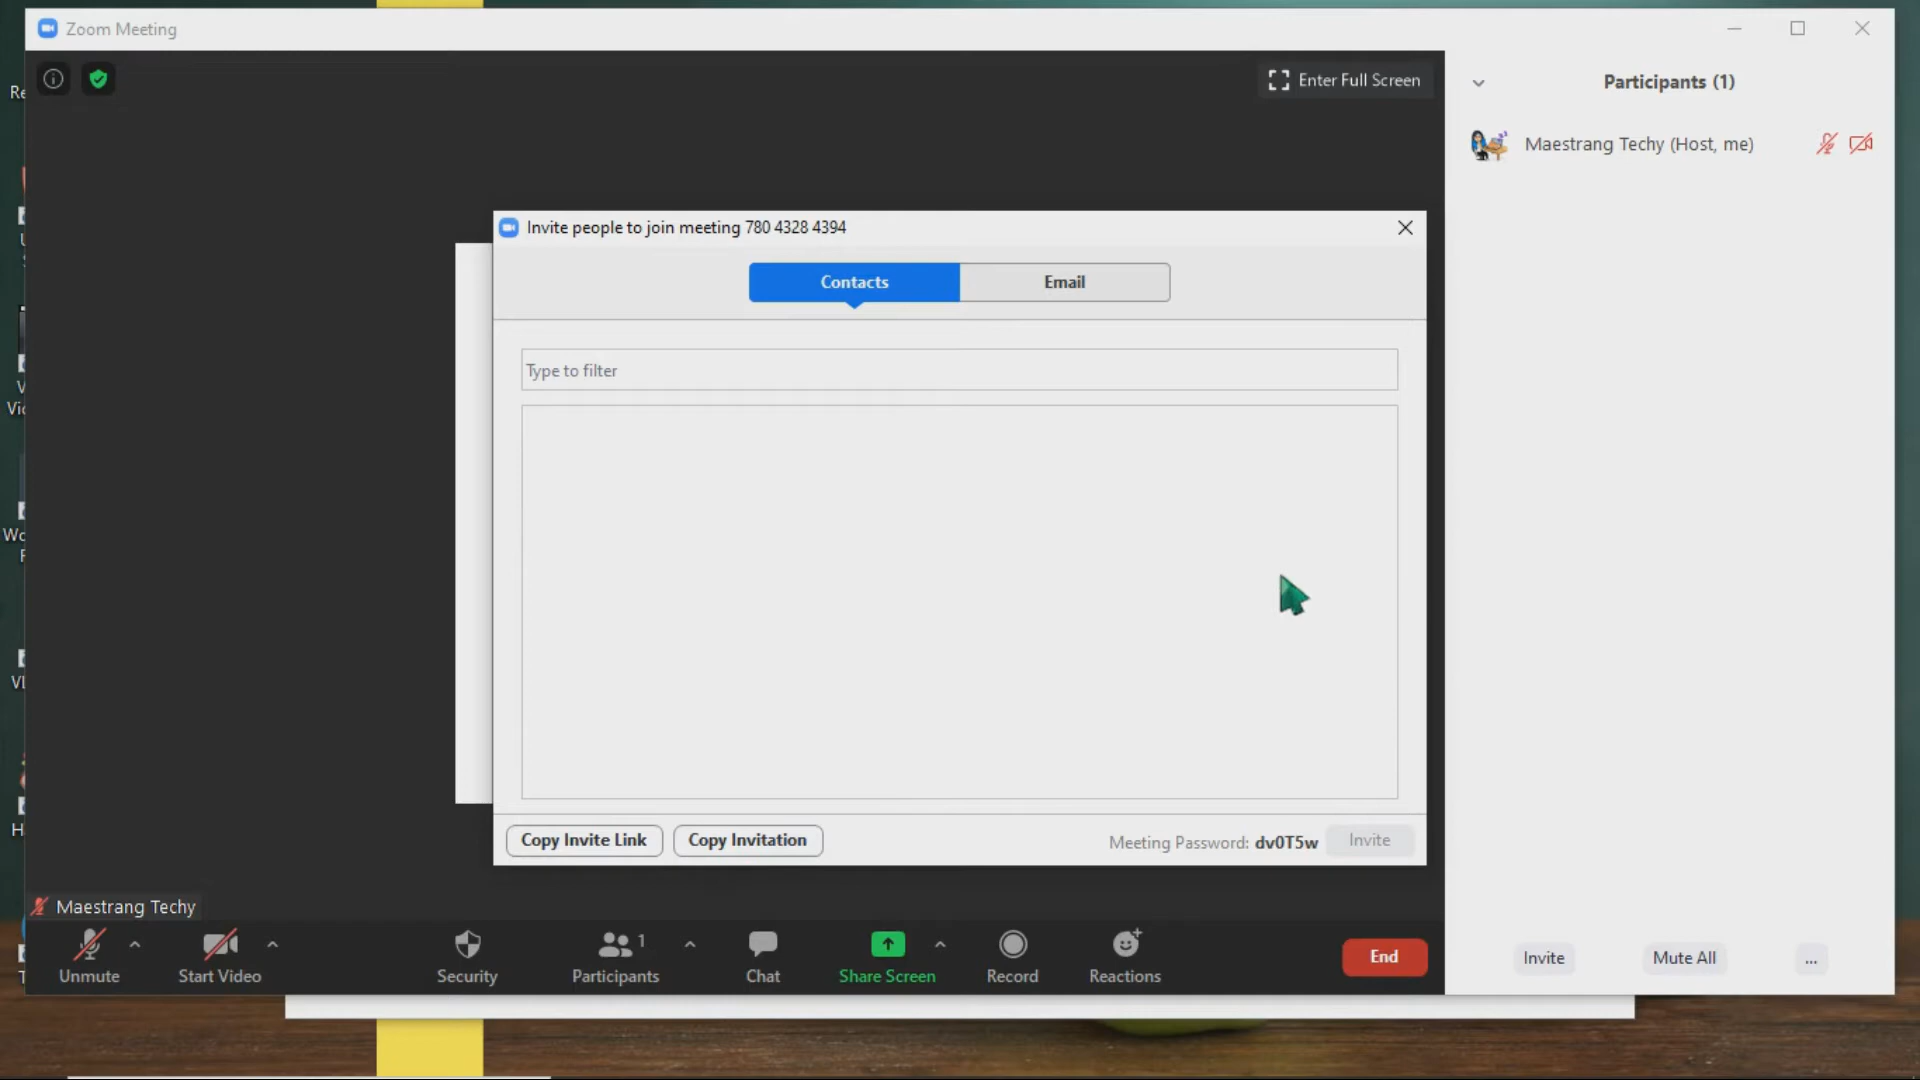 Zoom Meeting
Enter Full Screen
Participants (1)
Maestrang Techy (Host, me)
Invite people to join meeting 780 4328 4394
Contacts
Email
Type to filter
Copy Invite Link
Copy Invitation
Meeting Password: dv0T5w
Invite
Maestrang Techy
Unmute
Start Video
Security
Participants
1
Chat
Share Screen
Record
Reactions
End
Invite
Mute All
...